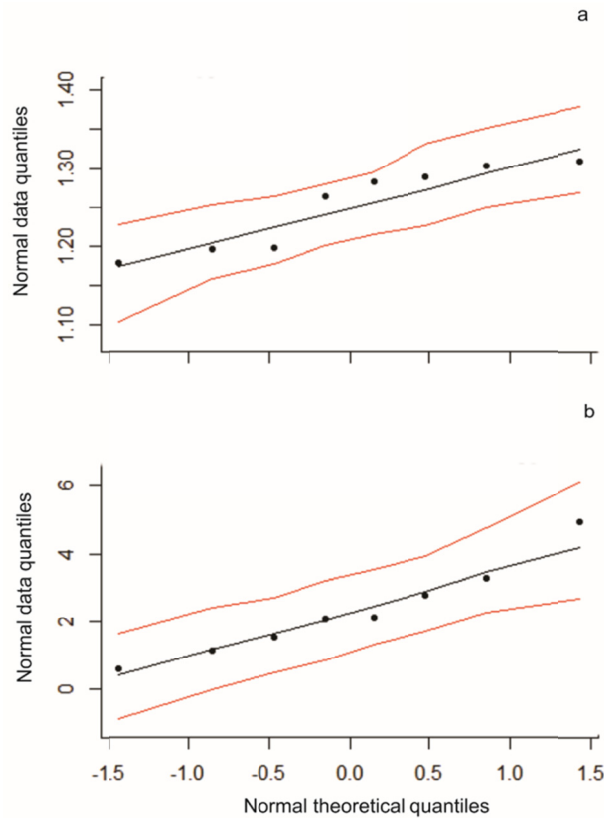 a
Normal data quantiles
1.40
1.30
1.20
1.10
b
Normal data quantiles
6
4
2
0
-1.5 -1.0 -0.5 0.0 0.5 1.0 1.5
Normal theoretical quantiles